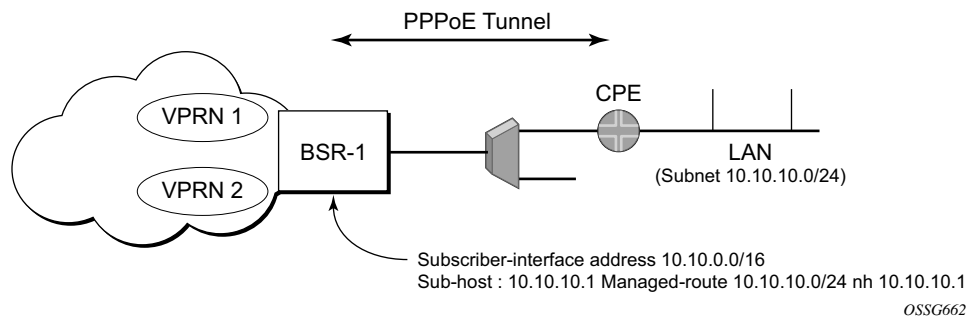 PPPoE Tunnel
CPE
VPRN 1
BSR-1
VPRN 2
LAN
(Subnet 10.10.10.0/24)
Subscriber-interface address 10.10.0.0/16
Sub-host : 10.10.10.1 Managed-route 10.10.10.0/24 nh 10.10.10.1
OSSG662